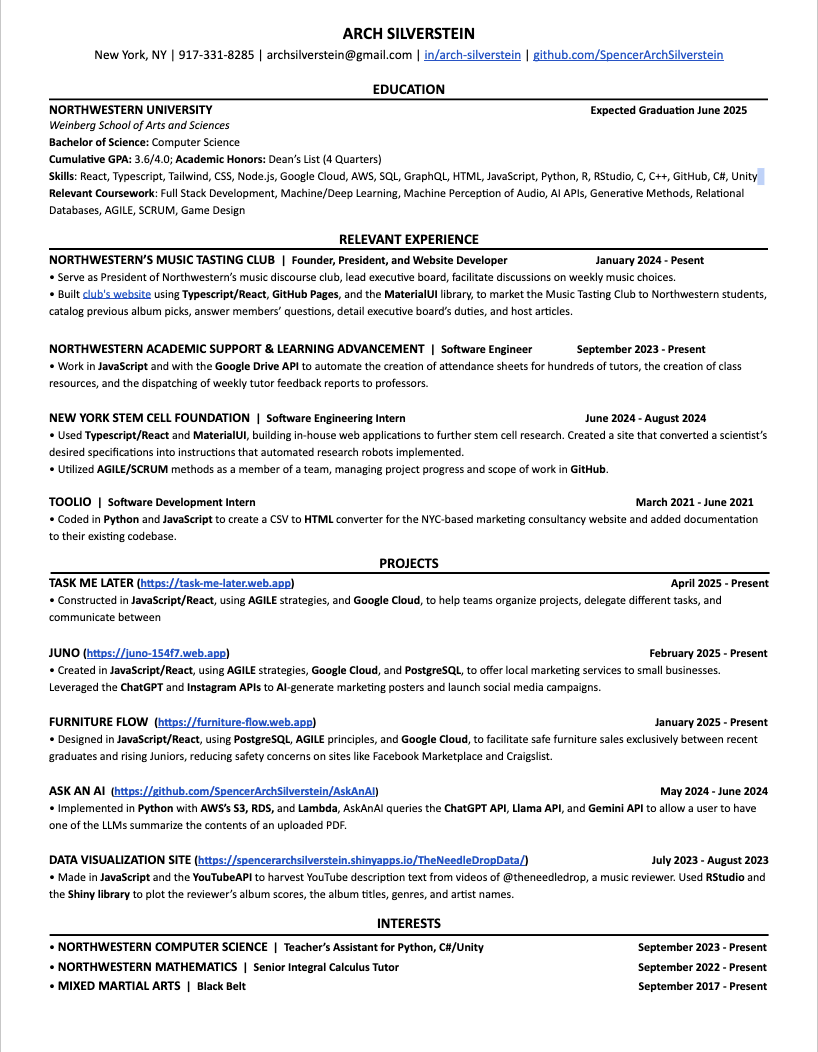 ARCH SILVERSTEIN
New York, NY | 917-331-8285 | archsilverstein@gmail.com | in/arch-silverstein | github.com/SpencerArchSilverstein
EDUCATION
NORTHWESTERN UNIVERSITY Expected Graduation June 2025
Weinberg School of Arts and Sciences
Bachelor of Science: Computer Science
Cumulative GPA: 3.6/4.0; Academic Honors: Dean's List (4 Quarters)
Skills: React, Typescript, Tailwind, CSS, Node.js, Google Cloud, AWS, SQL, GraphQL, HTML, JavaScript, Python, R, RStudio, C, C++, GitHub, C#, Unity
Relevant Coursework: Full Stack Development, Machine/Deep Learning, Machine Perception of Audio, AI APIs, Generative Methods, Relational
Databases, AGILE, SCRUM, Game Design
RELEVANT EXPERIENCE
NORTHWESTERN'S MUSIC TASTING CLUB | Founder, President, and Website Developer January 2024 - Pesent
• Serve as President of Northwestern's music discourse club, lead executive board, facilitate discussions on weekly music choices.
• Built club's website using Typescript/React, GitHub Pages, and the MaterialUI library, to market the Music Tasting Club to Northwestern students,
catalog previous album picks, answer members' questions, detail executive board's duties, and host articles.
NORTHWESTERN ACADEMIC SUPPORT & LEARNING ADVANCEMENT | Software Engineer September 2023 - Present
• Work in JavaScript and with the Google Drive API to automate the creation of attendance sheets for hundreds of tutors, the creation of class
resources, and the dispatching of weekly tutor feedback reports to professors.
NEW YORK STEM CELL FOUNDATION | Software Engineering Intern June 2024 - August 2024
• Used Typescript/React and MaterialUI, building in-house web applications to further stem cell research. Created a site that converted a scientist's
desired specifications into instructions that automated research robots implemented.
• Utilized AGILE/SCRUM methods as a member of a team, managing project progress and scope of work in GitHub.
TOOLIO | Software Development Intern March 2021 - June 2021
• Coded in Python and JavaScript to create a CSV to HTML converter for the NYC-based marketing consultancy website and added documentation
to their existing codebase.
PROJECTS
TASK ME LATER (https://task-me-later.web.app) April 2025 - Present
• Constructed in JavaScript/React, using AGILE strategies, and Google Cloud, to help teams organize projects, delegate different tasks, and
communicate between
JUNO (https://juno-154f7.web.app) February 2025 - Present
• Created in JavaScript/React, using AGILE strategies, Google Cloud, and PostgreSQL, to offer local marketing services to small businesses.
Leveraged the ChatGPT and Instagram APIs to AI-generate marketing posters and launch social media campaigns.
FURNITURE FLOW (https://furniture-flow.web.app) January 2025 - Present
• Designed in JavaScript/React, using PostgreSQL, AGILE principles, and Google Cloud, to facilitate safe furniture sales exclusively between recent
graduates and rising Juniors, reducing safety concerns on sites like Facebook Marketplace and Craigslist.
ASK AN AI (https://github.com/SpencerArchSilverstein/AskAnAI) May 2024 - June 2024
• Implemented in Python with AWS's S3, RDS, and Lambda, AskAnAI queries the ChatGPT API, Llama API, and Gemini API to allow a user to have
one of the LLMs summarize the contents of an uploaded PDF.
DATA VISUALIZATION SITE (https://spencerarchsilverstein.shinyapps.io/TheNeedleDropData/) July 2023 - August 2023
• Made in JavaScript and the YouTubeAPI to harvest YouTube description text from videos of @theneedledrop, a music reviewer. Used RStudio and
the Shiny library to plot the reviewer's album scores, the album titles, genres, and artist names.
INTERESTS
• NORTHWESTERN COMPUTER SCIENCE | Teacher's Assistant for Python, C#/Unity September 2023 - Present
• NORTHWESTERN MATHEMATICS | Senior Integral Calculus Tutor September 2022 - Present
• MIXED MARTIAL ARTS | Black Belt September 2017 - Present